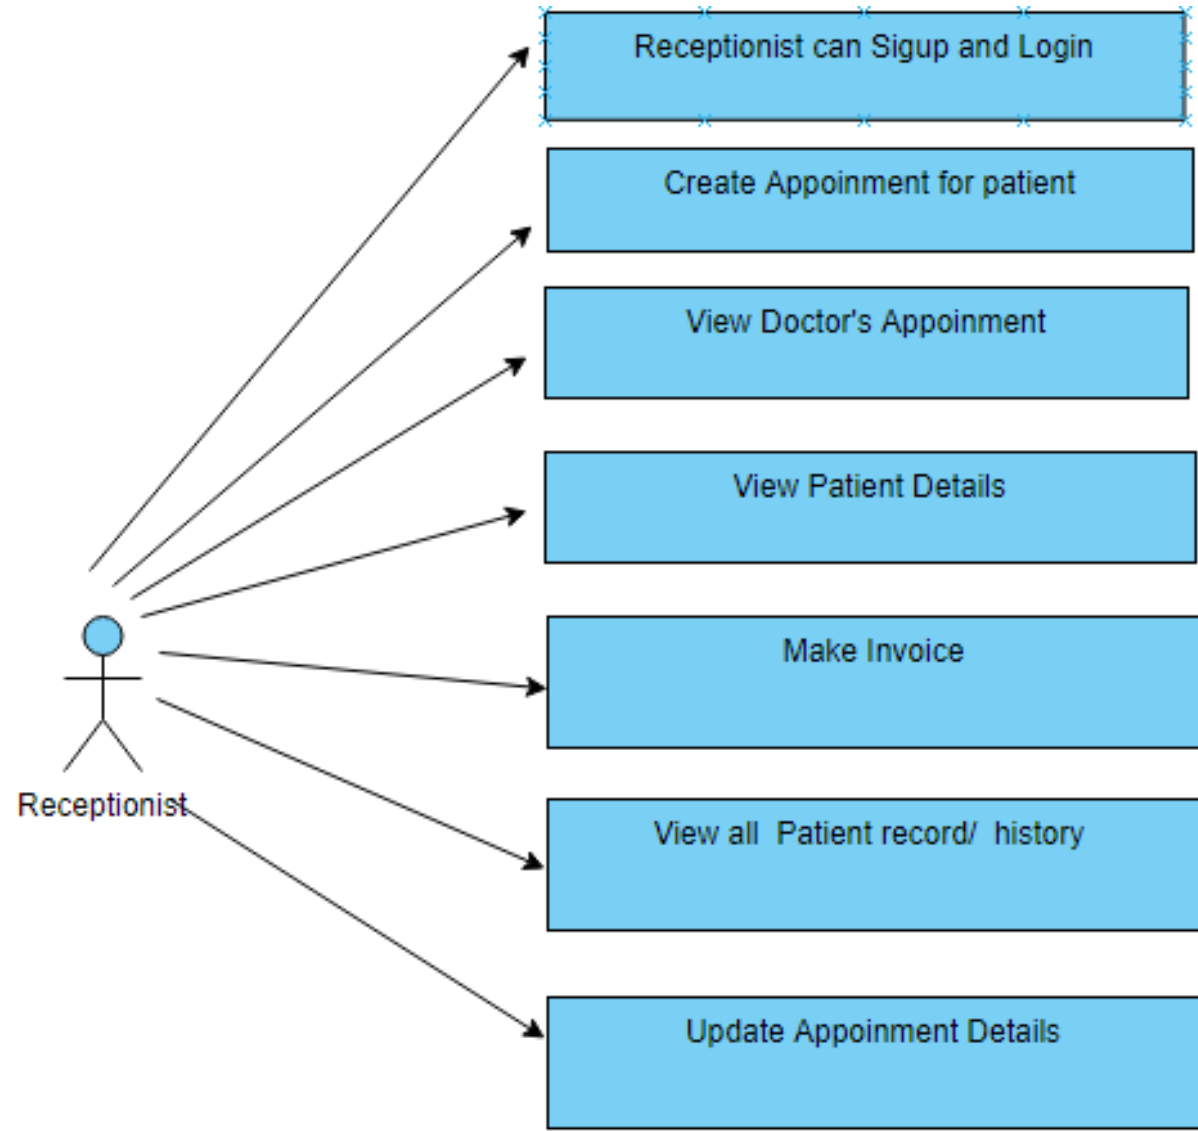 Receptionist can Sigup and Login
Create Appoinment for patient
View Doctor's Appoinment
View Patient Details
Make Invoice
Receptionist
View all  Patient record/  history
Update Appoinment Details